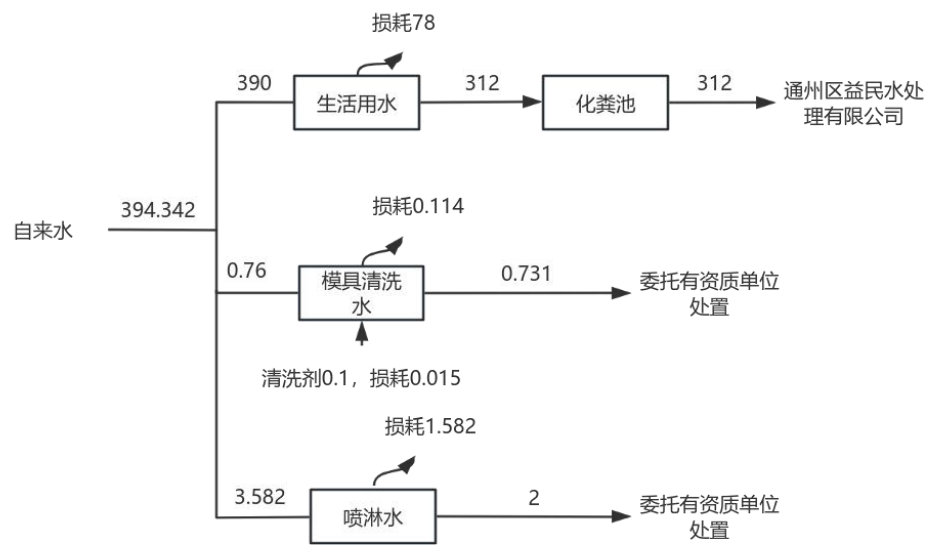 损耗78
390
生活用水
312
化粪池
312
通州区益民水处
理有限公司
自来水
394.342
损耗0.114
0.76
模具清洗
水
0.731
委托有资质单位
处置
清洗剂0.1，损耗0.015
损耗1.582
3.582
喷淋水
2
委托有资质单位
处置